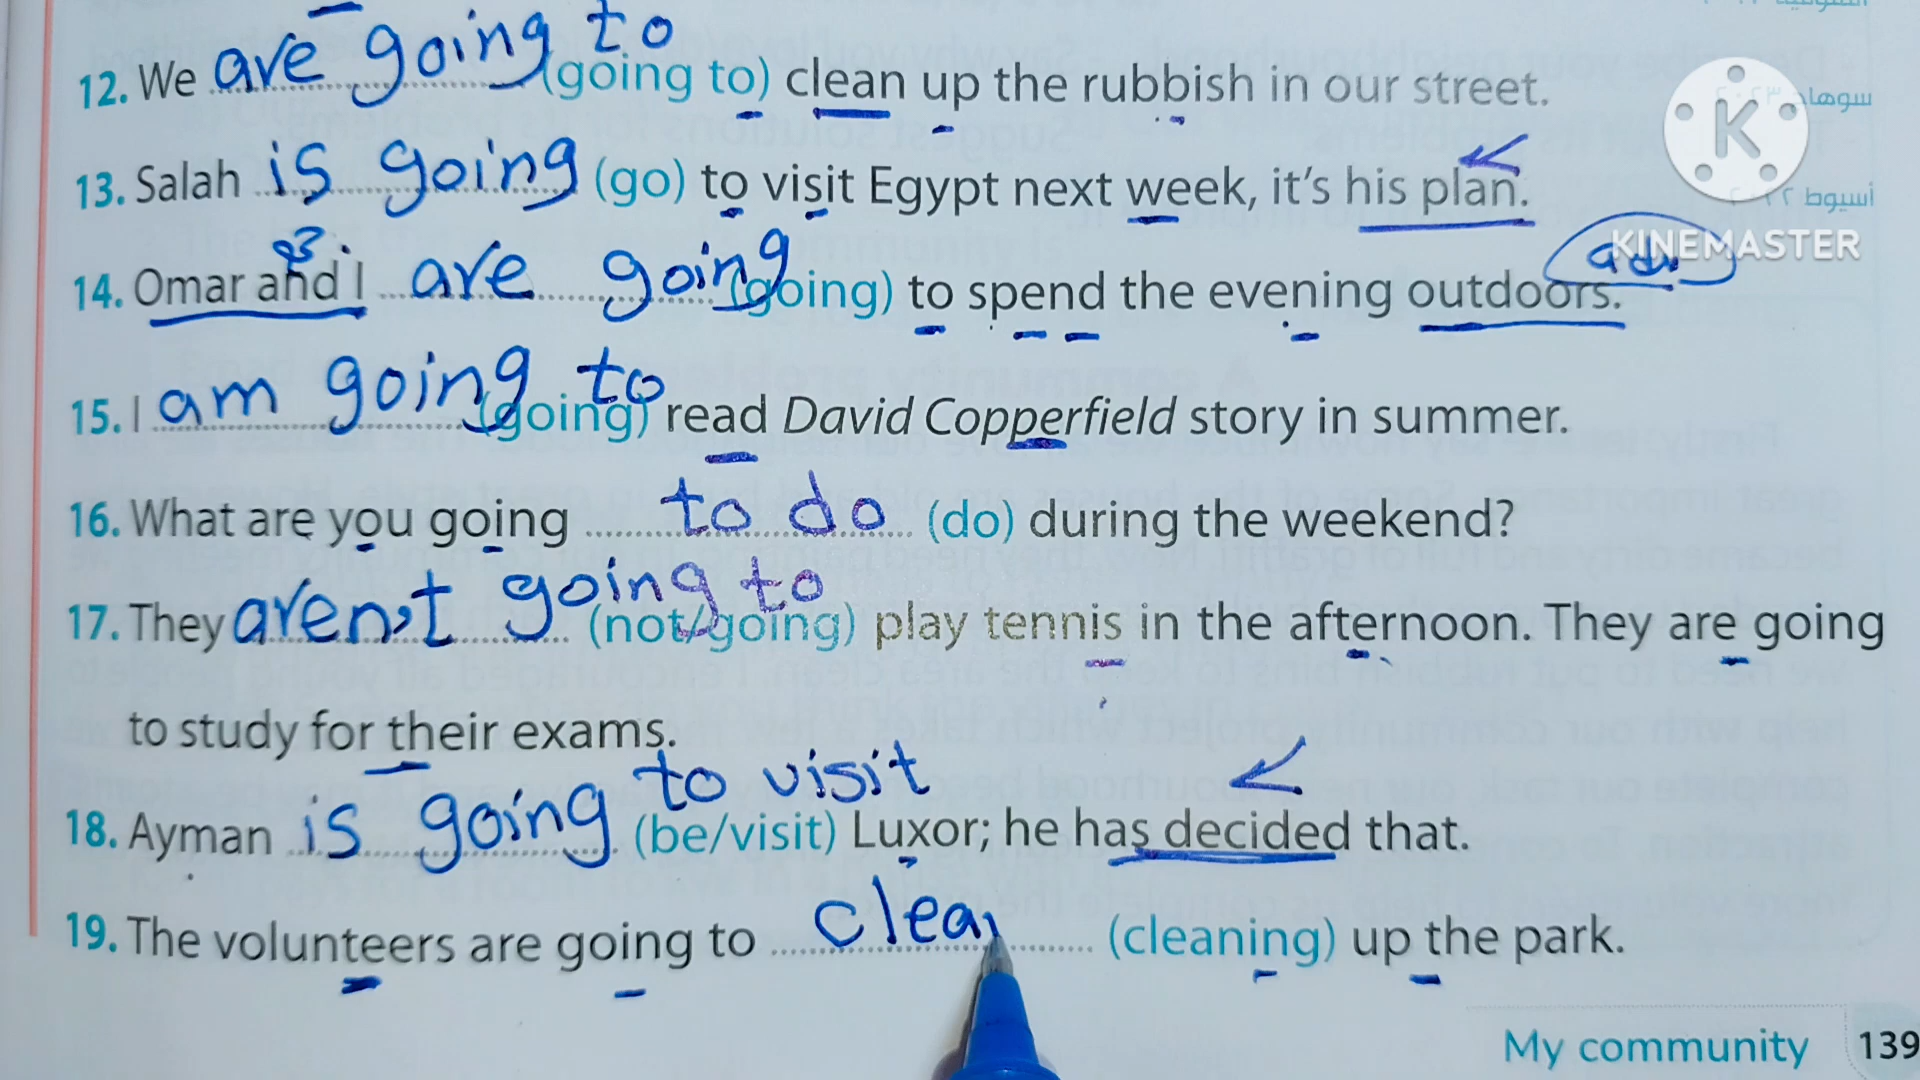 12. We are going to (going to) clean up the rubbish in our street.
سوهاج
13. Salah is going (go) to visit Egypt next week, it's his plan.
أسيوط
K
KINEMASTER
adv
14. Omar and I are going (going) to spend the evening outdoors.
15. I am going to (going) read David Copperfield story in summer.
16. What are you going to do (do) during the weekend?
17. They aren,t going to (not/going) play tennis in the afternoon. They are going
to study for their exams.
18. Ayman is going to visit (be/visit) Luxor; he has decided that.
19. The volunteers are going to clea (cleaning) up the park.
My community 139